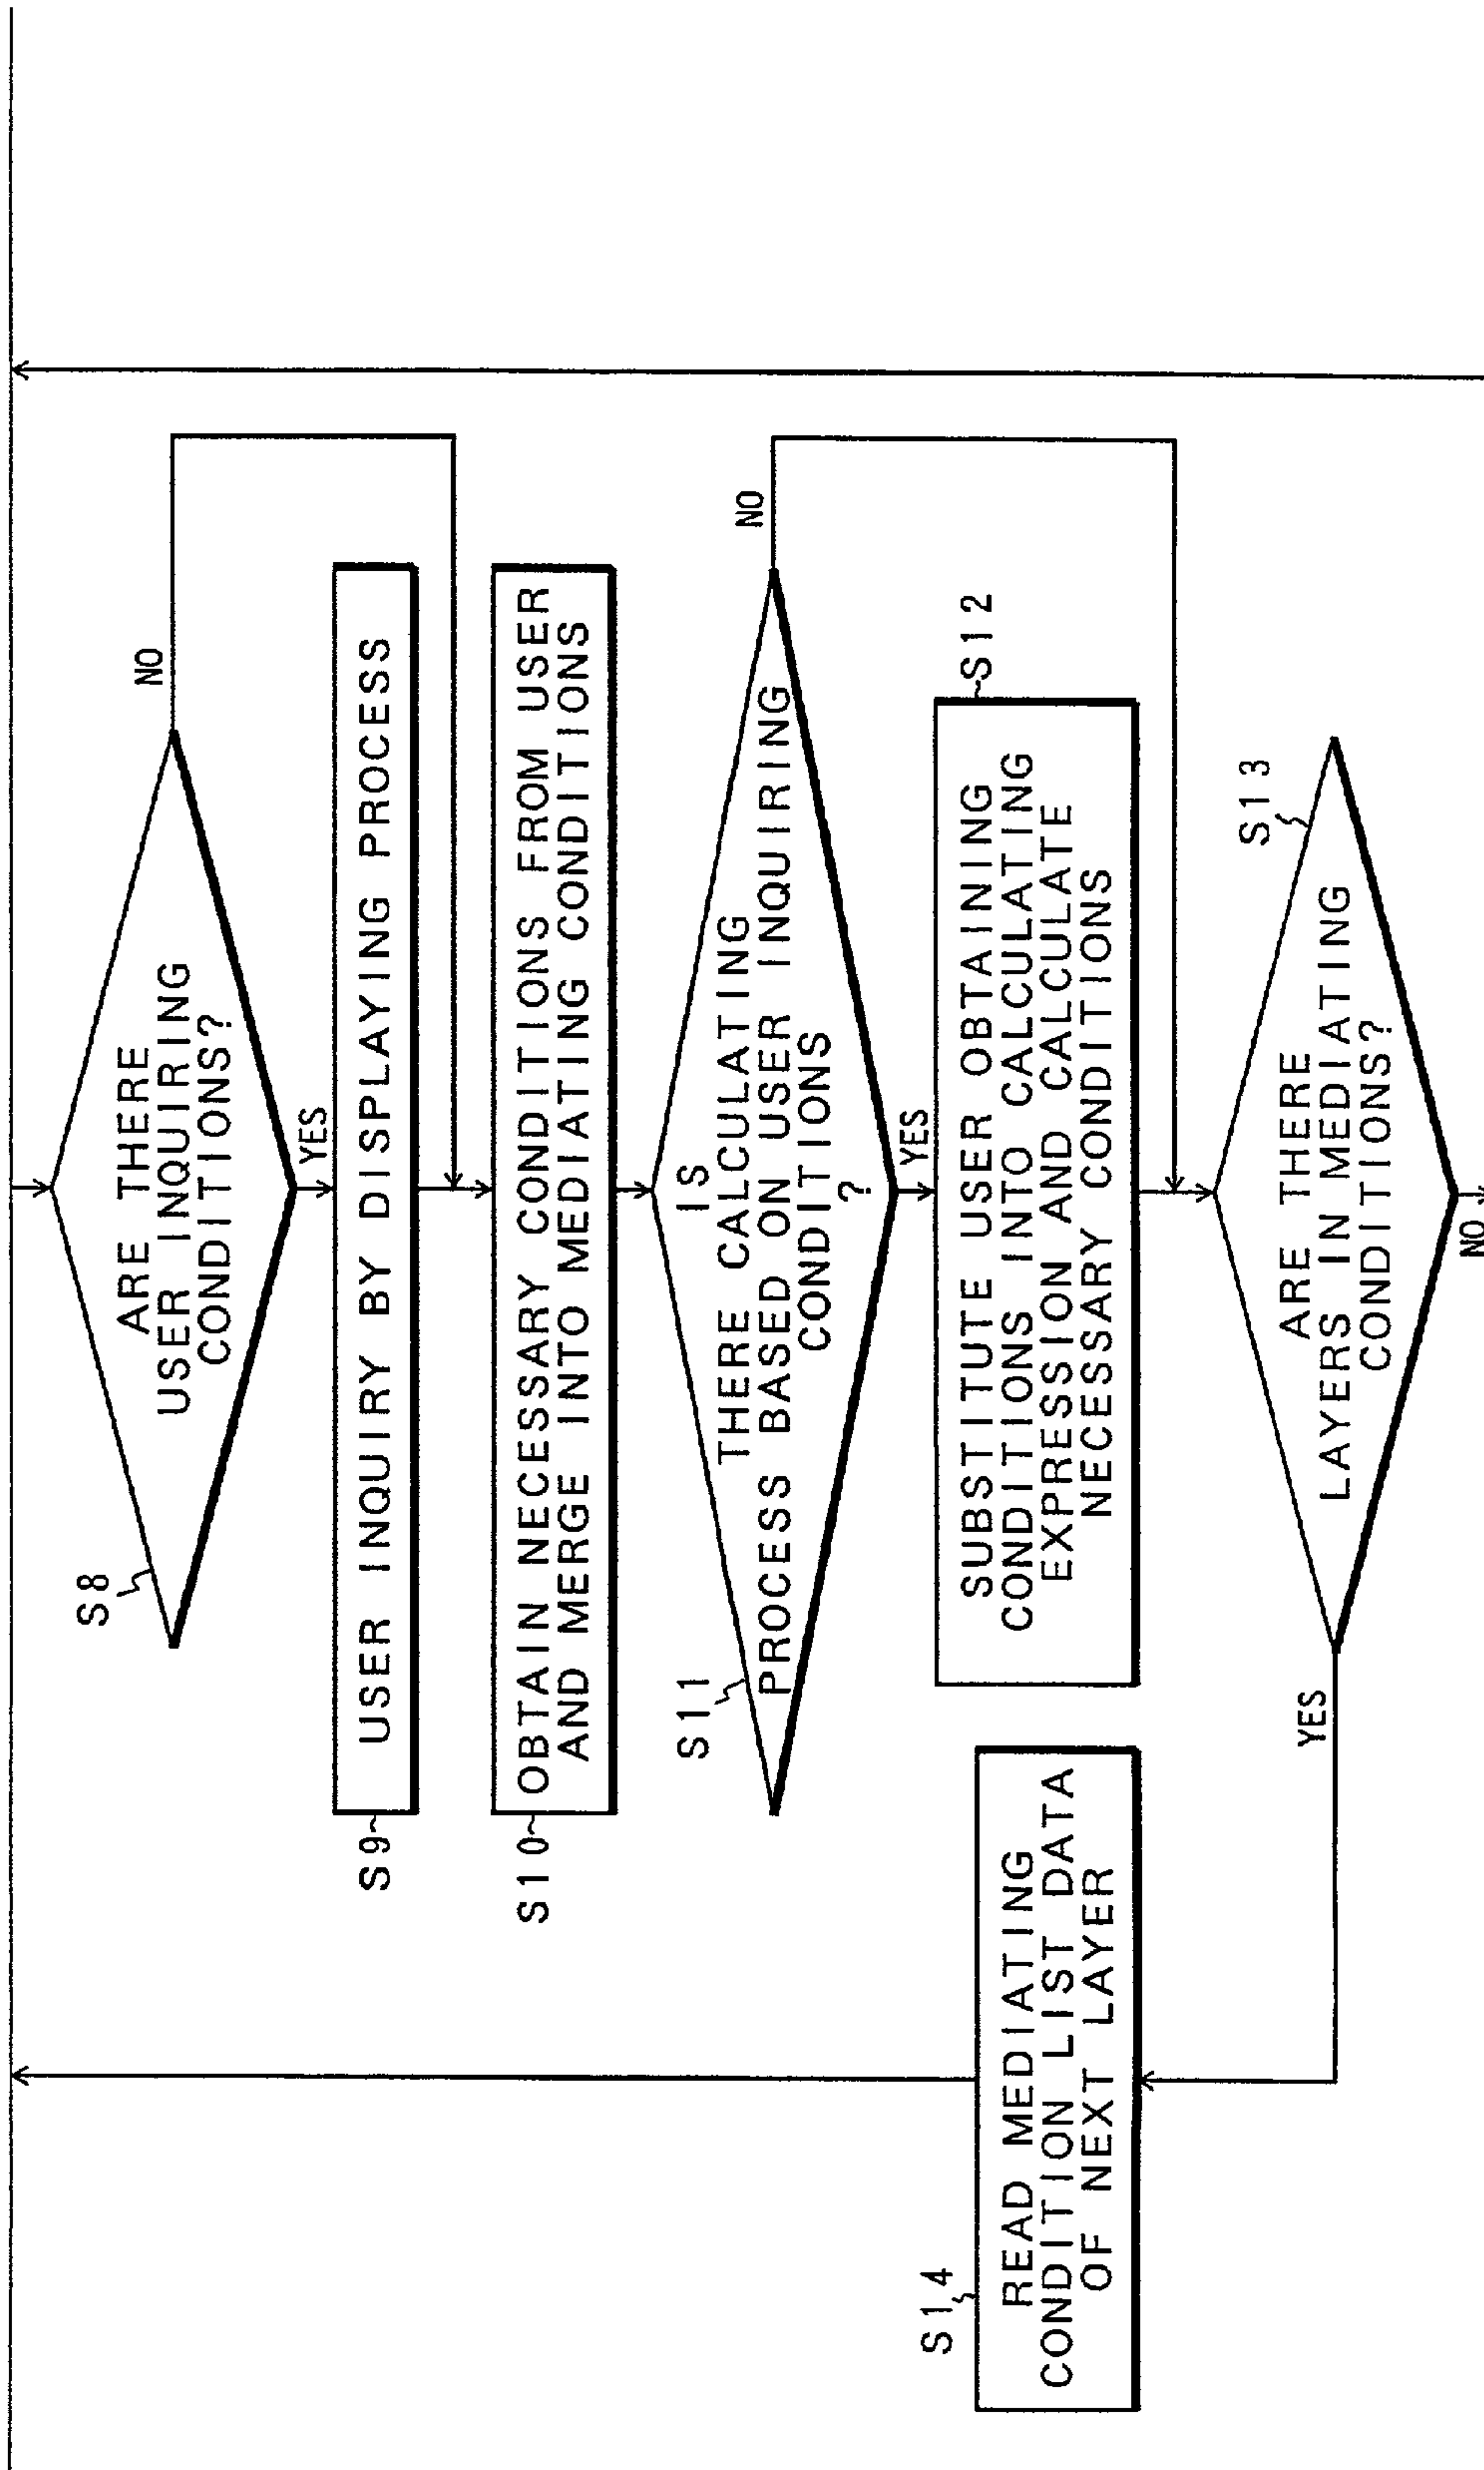 S8
ARE THERE
USER INQUIRING
CONDITIONS?
NO
YES
S9
USER INQUIRY BY DISPLAYING PROCESS
S10
OBTAIN NECESSARY CONDITIONS FROM USER
AND MERGE INTO MEDIATING CONDITIONS
S11
IS
THERE CALCULATING
PROCESS BASED ON USER INQUIRING
CONDITIONS
?
NO
YES
S12
SUBSTITUTE USER OBTAINING
CONDITIONS INTO CALCULATING
EXPRESSION AND CALCULATE
NECESSARY CONDITIONS
S13
ARE THERE
LAYERS IN MEDIATING
CONDITIONS?
YES
NO
S14
READ MEDIATING
CONDITION LIST DATA
OF NEXT LAYER